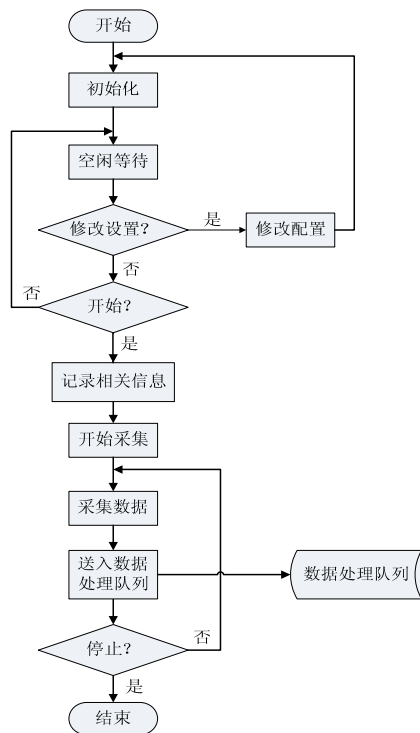 开始
初始化
空闲等待
修改设置?
是
修改配置
否
否
开始?
是
记录相关信息
开始采集
采集数据
送入数据
处理队列
数据处理队列
停止?
否
是
结束